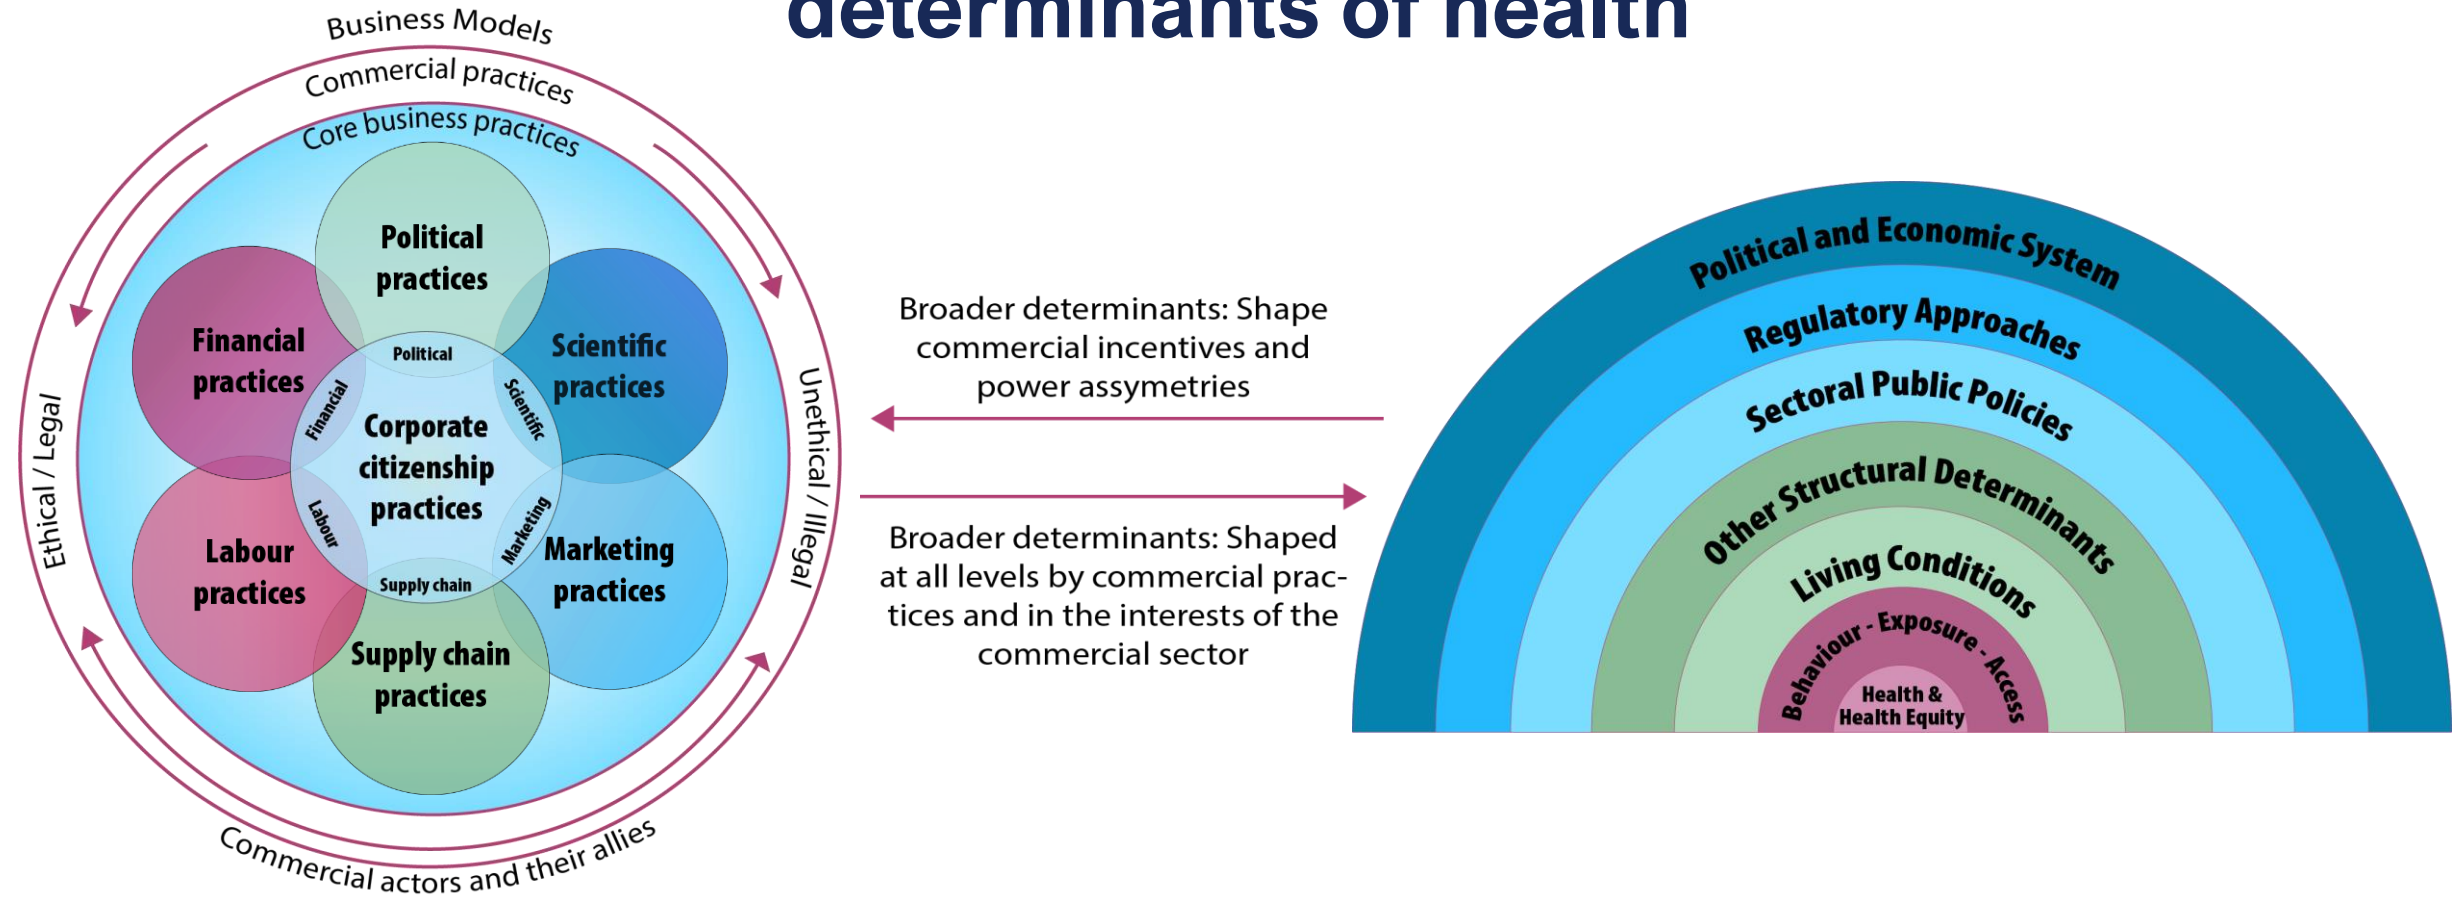 determinants of health
Business Models
Commercial practices
Core business practices
Political
practices
Financial
practices
Scientific
practices
Political
Financial
Scientific
Corporate
citizenship
practices
Labour
Marketing
Supply chain
Labour
practices
Marketing
practices
Supply chain
practices
Ethical / Legal
Unethical / Illegal
Commercial actors and their allies
Broader determinants: Shape
commercial incentives and
power assymetries
Broader determinants: Shaped
at all levels by commercial prac-
tices and in the interests of the
commercial sector
Political and Economic System
Regulatory Approaches
Sectoral Public Policies
Other Structural Determinants
Living Conditions
Behaviour - Exposure - Access
Health &
Health Equity